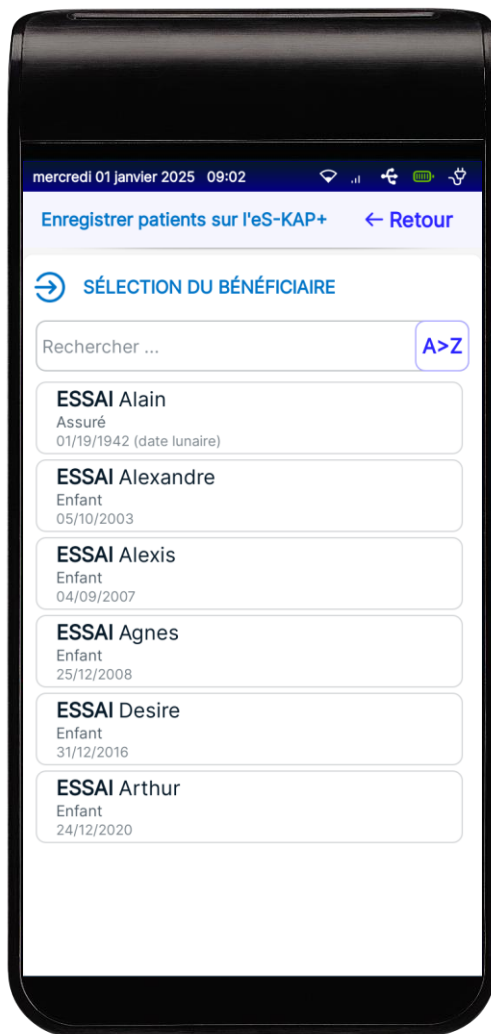 mercredi 01 janvier 2025 09:02
Enregistrer patients sur l'eS-KAP+ ← Retour
SÉLECTION DU BÉNÉFICIAIRE
Rechercher ... A>Z
ESSAI Alain
Assuré
01/19/1942 (date lunaire)
ESSAI Alexandre
Enfant
05/10/2003
ESSAI Alexis
Enfant
04/09/2007
ESSAI Agnes
Enfant
25/12/2008
ESSAI Desire
Enfant
31/12/2016
ESSAI Arthur
Enfant
24/12/2020